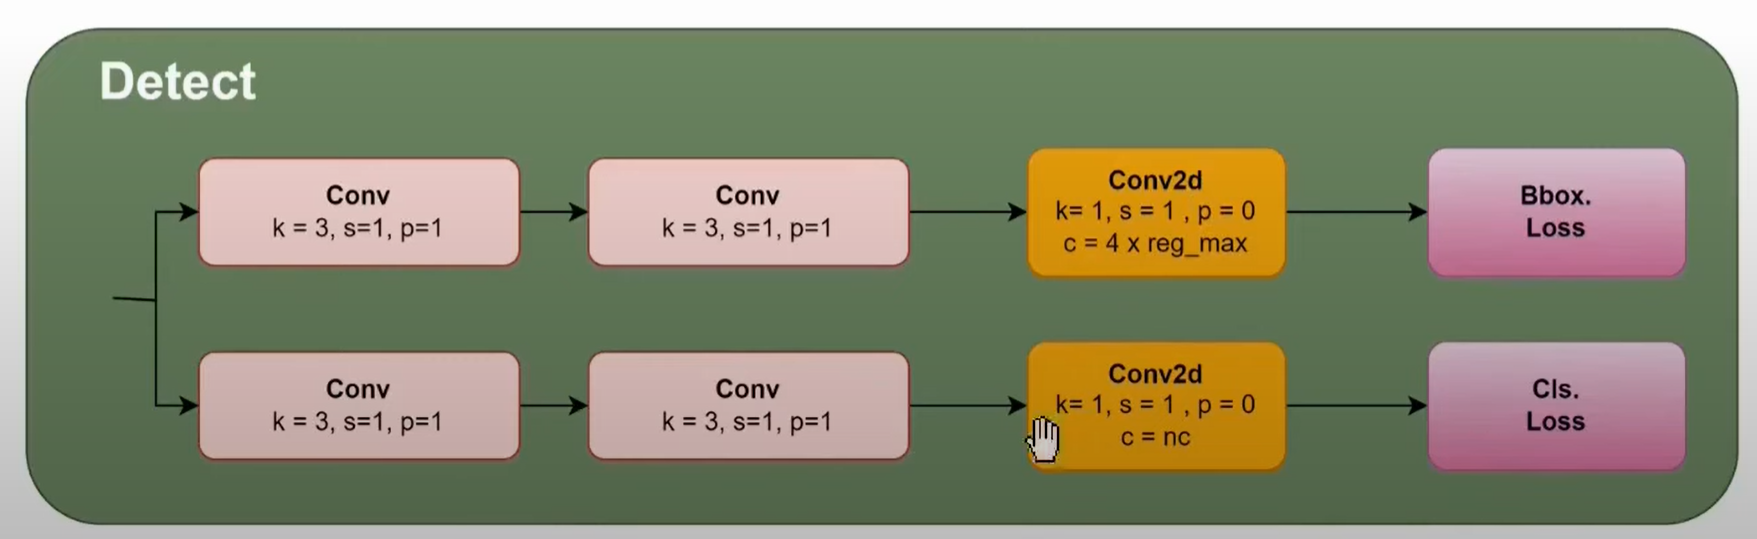 Detect
Conv
k = 3, s=1, p=1
Conv
k = 3, s=1, p=1
Conv2d
k= 1, s = 1 , p = 0
c = 4 x reg_max
Bbox.
Loss
Conv
k = 3, s=1, p=1
Conv
k = 3, s=1, p=1
Conv2d
k= 1, s = 1 , p = 0
c = nc
Cls.
Loss